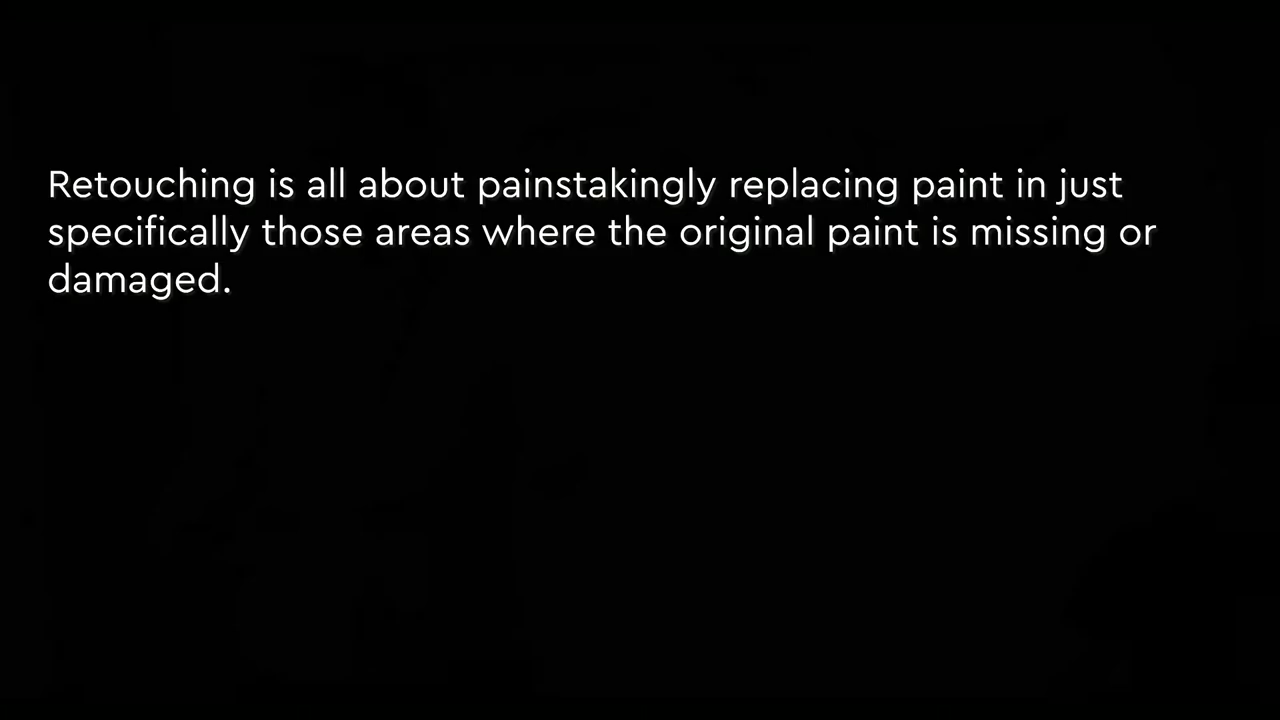 Retouching is all about painstakingly replacing paint in just
specifically those areas where the original paint is missing or
damaged.